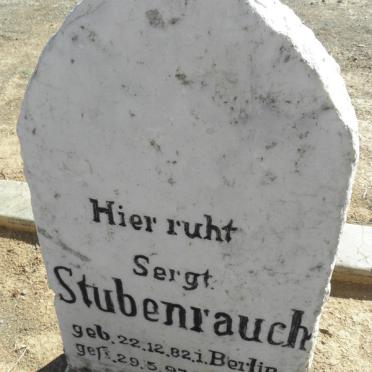 Hier ruht
Sergt.
Stubenrauch
geb. 22.12.82.i. Berlin
gest. 29.5.